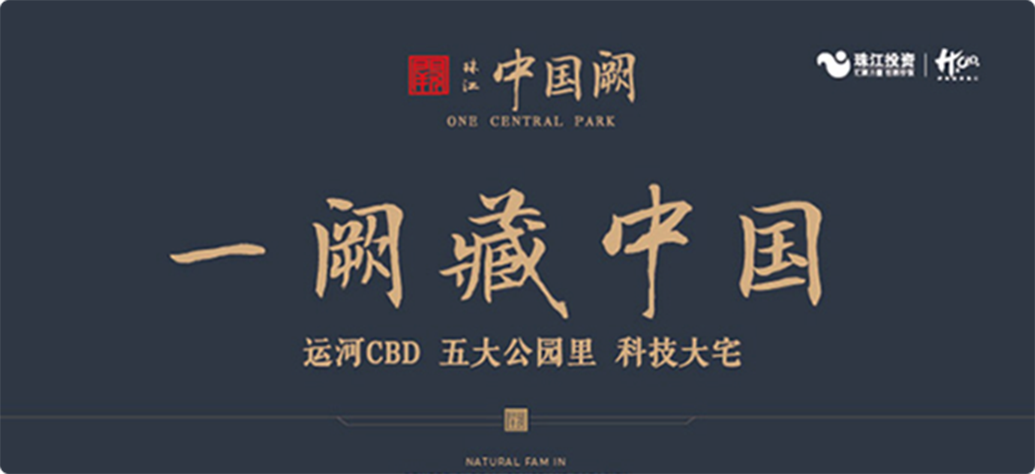 珠江 中国阙
ONE CENTRAL PARK
珠江投资
一阙藏中国
运河CBD 五大公园里 科技大宅
NATURAL FAM IN